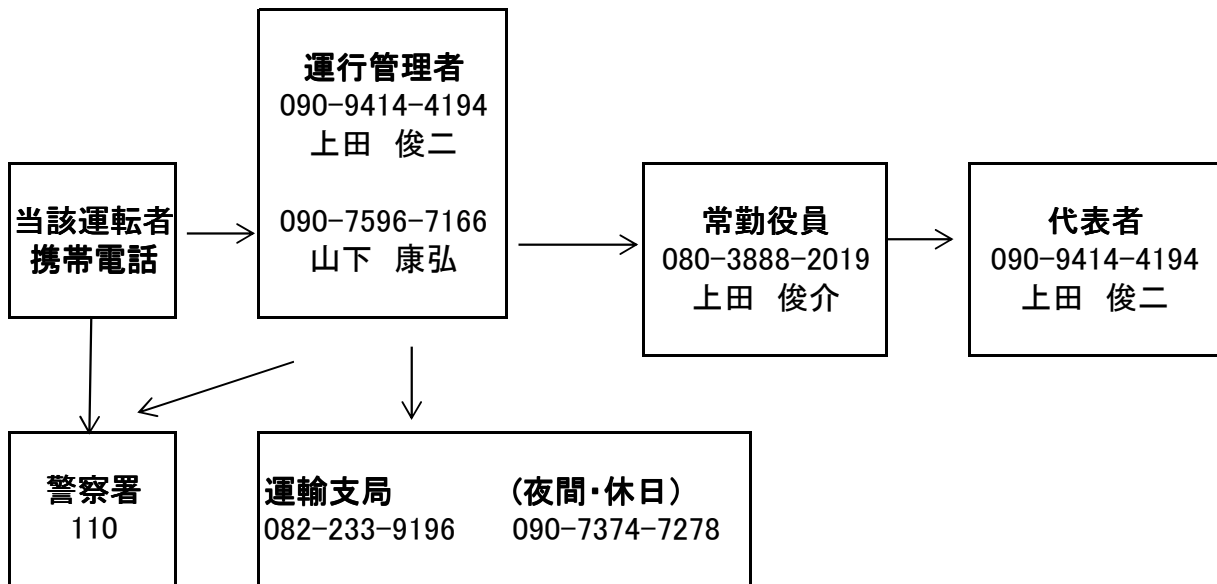 運行管理者
090-9414-4194
上田　俊二
090-7596-7166
山下　康弘
当該運転者
携帯電話
常勤役員
080-3888-2019
上田　俊介
代表者
090-9414-4194
上田　俊二
警察署
110
運輸支局　（夜間・休日）
082-233-9196　090-7374-7278